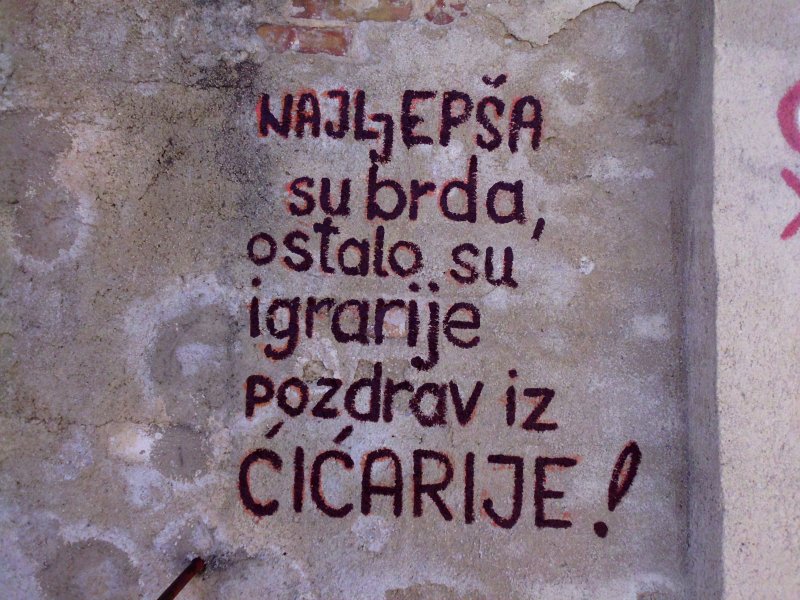 NAJLJEPŠA
su brda,
ostalo su
igrarije
pozdrav iz
ĆIĆARIJE!